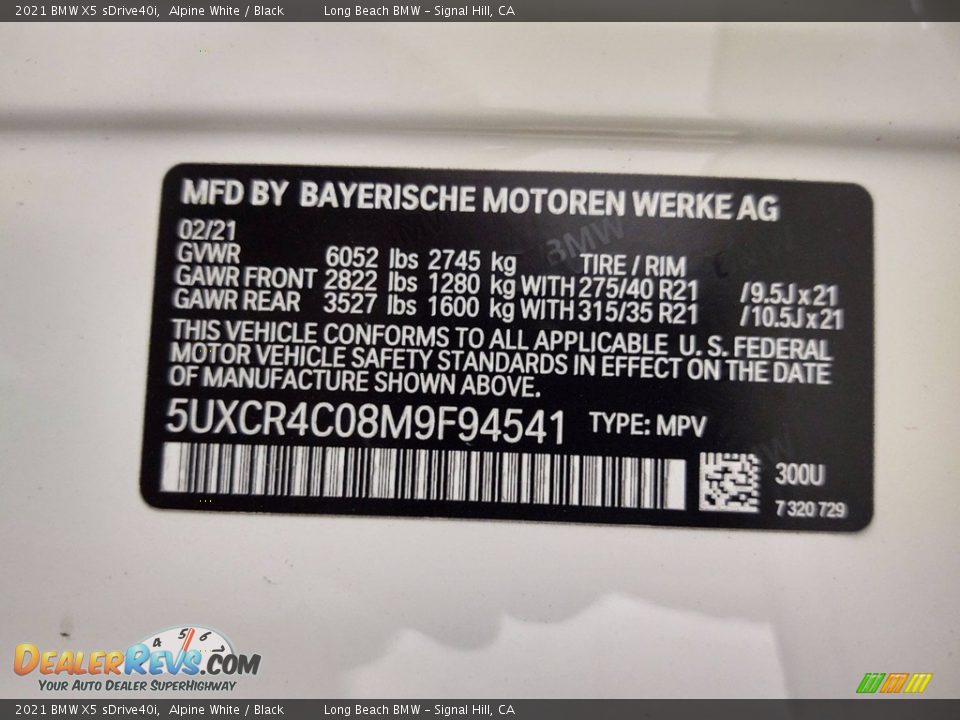 2021 BMW X5 sDrive40i, Alpine White / Black Long Beach BMW - Signal Hill, CA
MFD BY BAYERISCHE MOTOREN WERKE AG
02/21
GVWR 6052 lbs 2745 kg TIRE / RIM
GAWR FRONT 2822 lbs 1280 kg WITH 275/40 R21 /9.5J x 21
GAWR REAR 3527 lbs 1600 kg WITH 315/35 R21 /10.5J x 21
THIS VEHICLE CONFORMS TO ALL APPLICABLE U. S. FEDERAL
MOTOR VEHICLE SAFETY STANDARDS IN EFFECT ON THE DATE
OF MANUFACTURE SHOWN ABOVE.
5UXCR4C08M9F94541 TYPE: MPV
300U
7 320 729
4 5 6
DEALERREVS.COM
YOUR AUTO DEALER SUPERHIGHWAY
2021 BMW X5 sDrive40i, Alpine White / Black Long Beach BMW - Signal Hill, CA